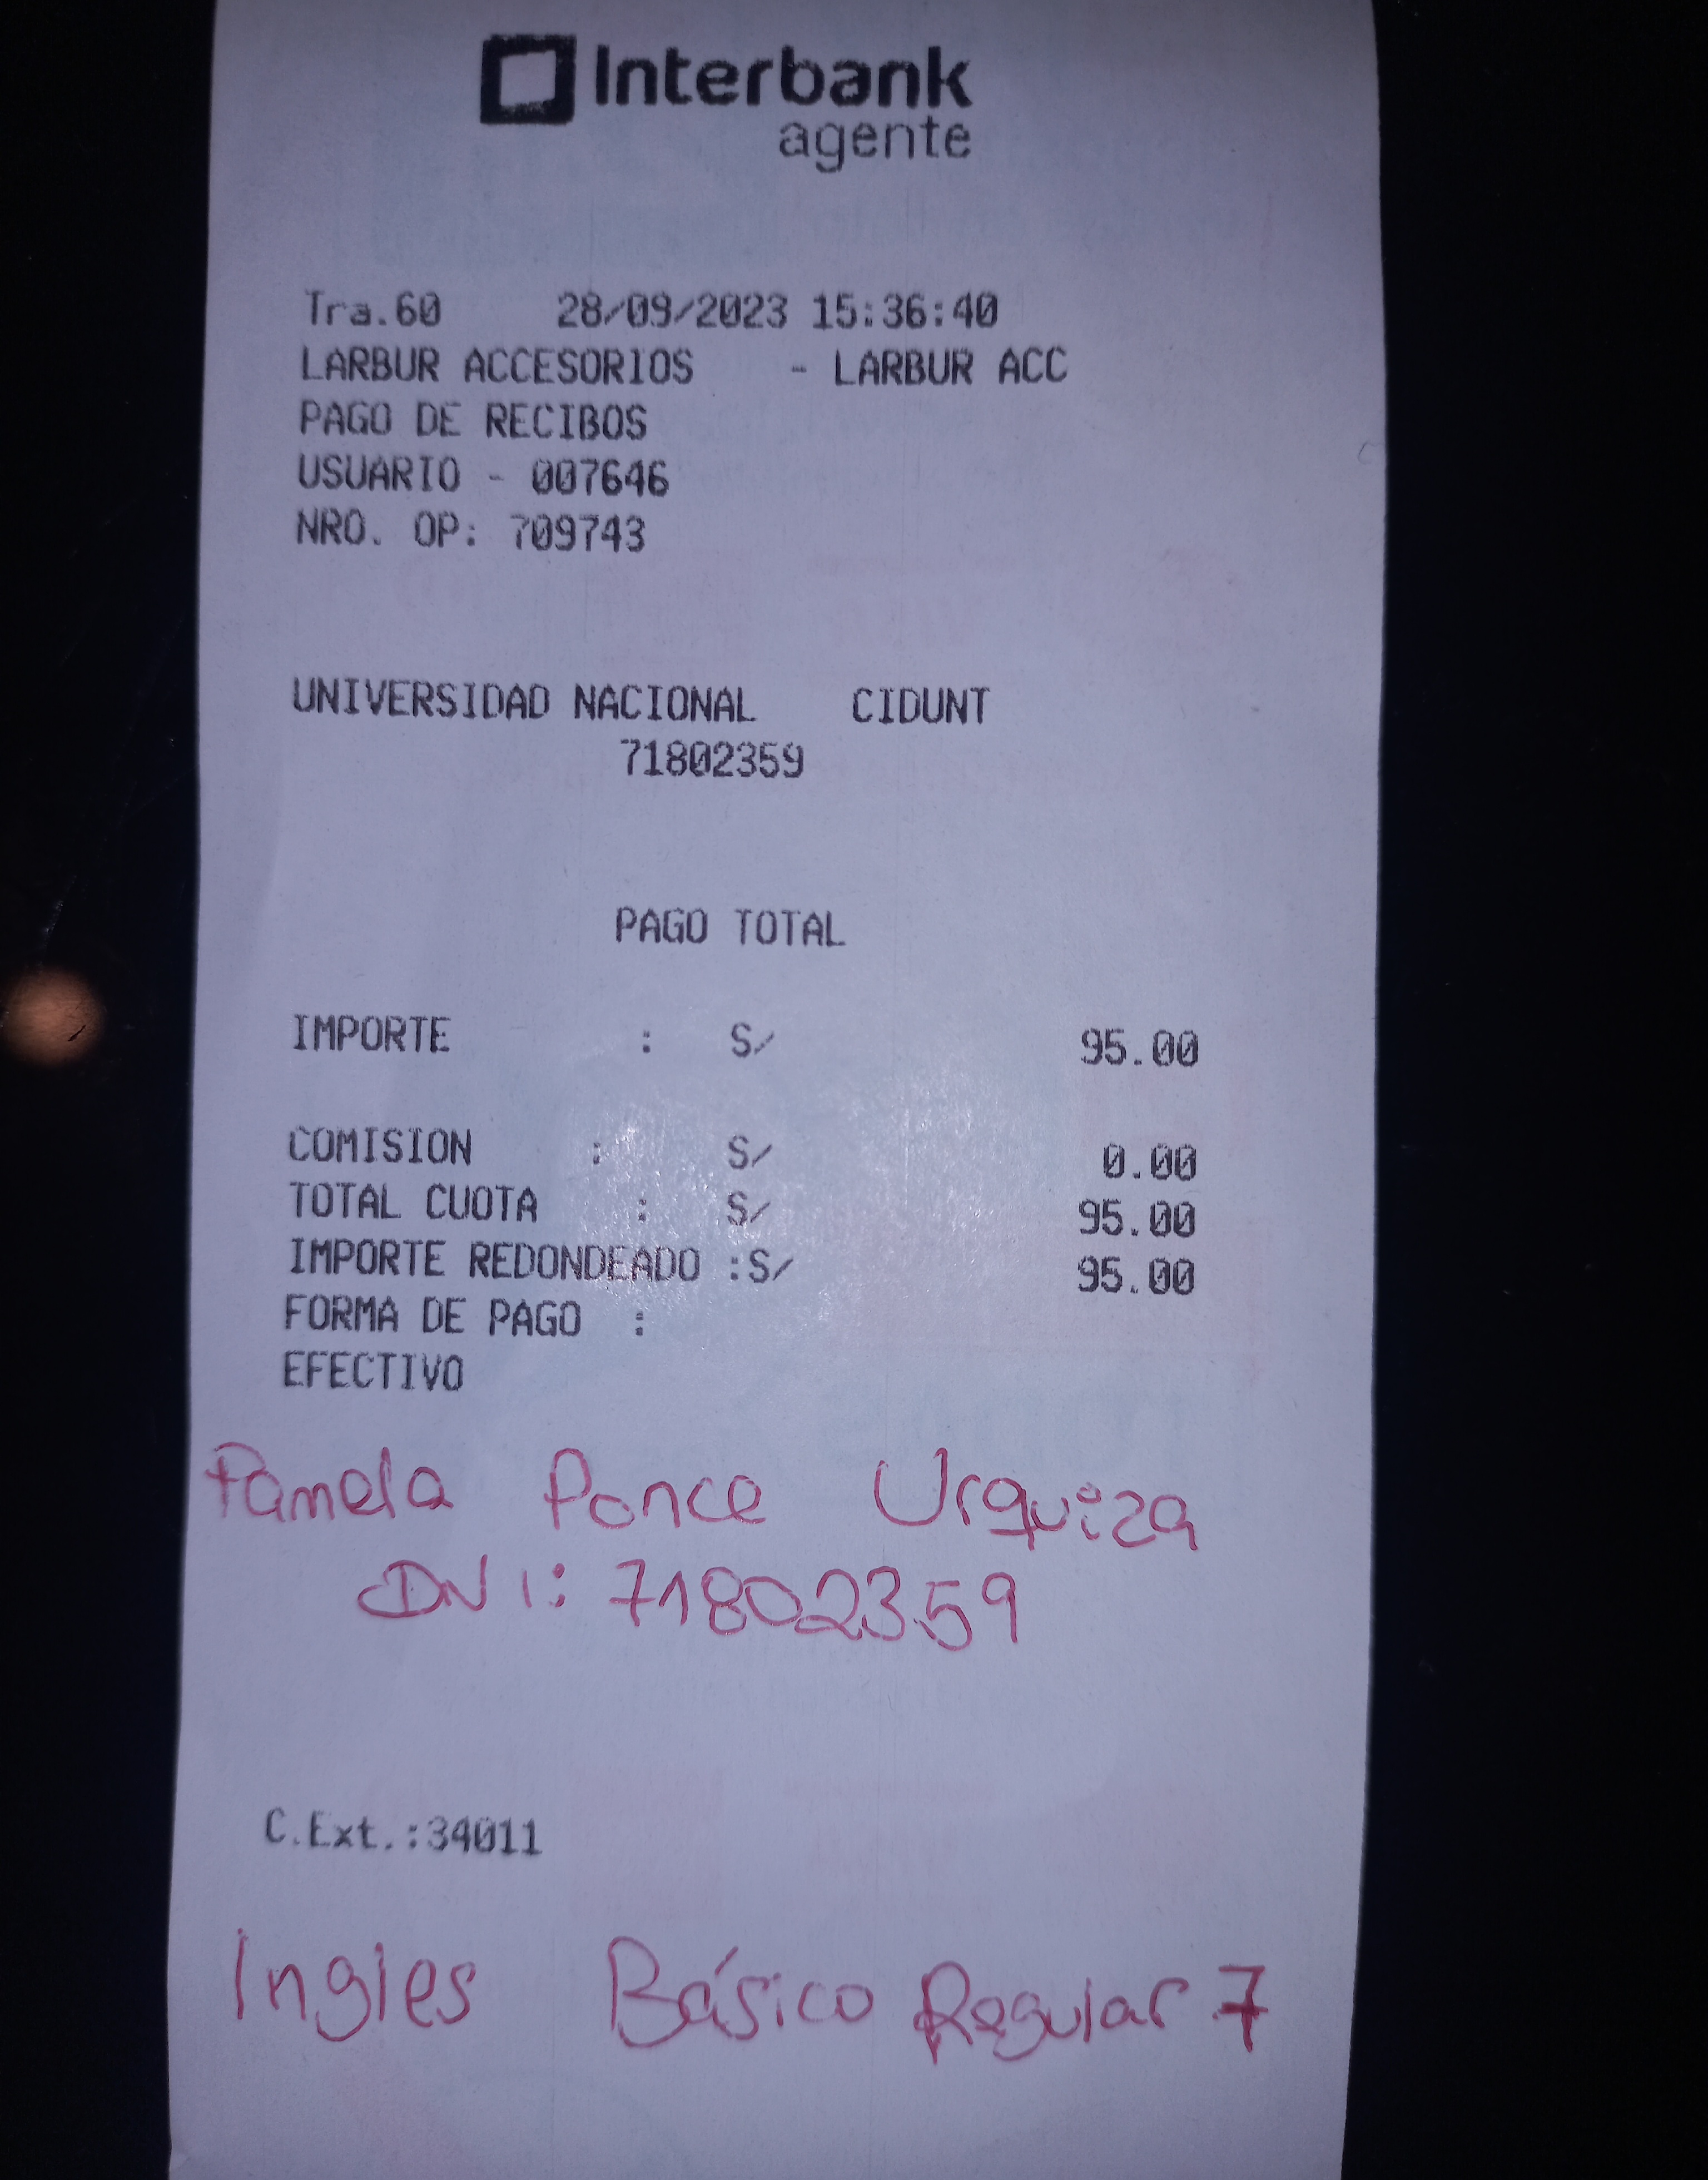 Interbank
agente
Tra.60 28/09/2023 15:36:40
LARBUR ACCESORIOS - LARBUR ACC
PAGO DE RECIBOS
USUARIO - 007646
NRO. OP: 709743
UNIVERSIDAD NACIONAL CIDUNT
71802359
PAGO TOTAL
IMPORTE : S/ 95.00
COMISION : S/ 0.00
TOTAL CUOTA : S/ 95.00
IMPORTE REDONDEADO :S/ 95.00
FORMA DE PAGO :
EFECTIVO
Pamela Ponce Urquiza
DNI: 71802359
C.Ext.:34011
Ingles Básico Regular 7